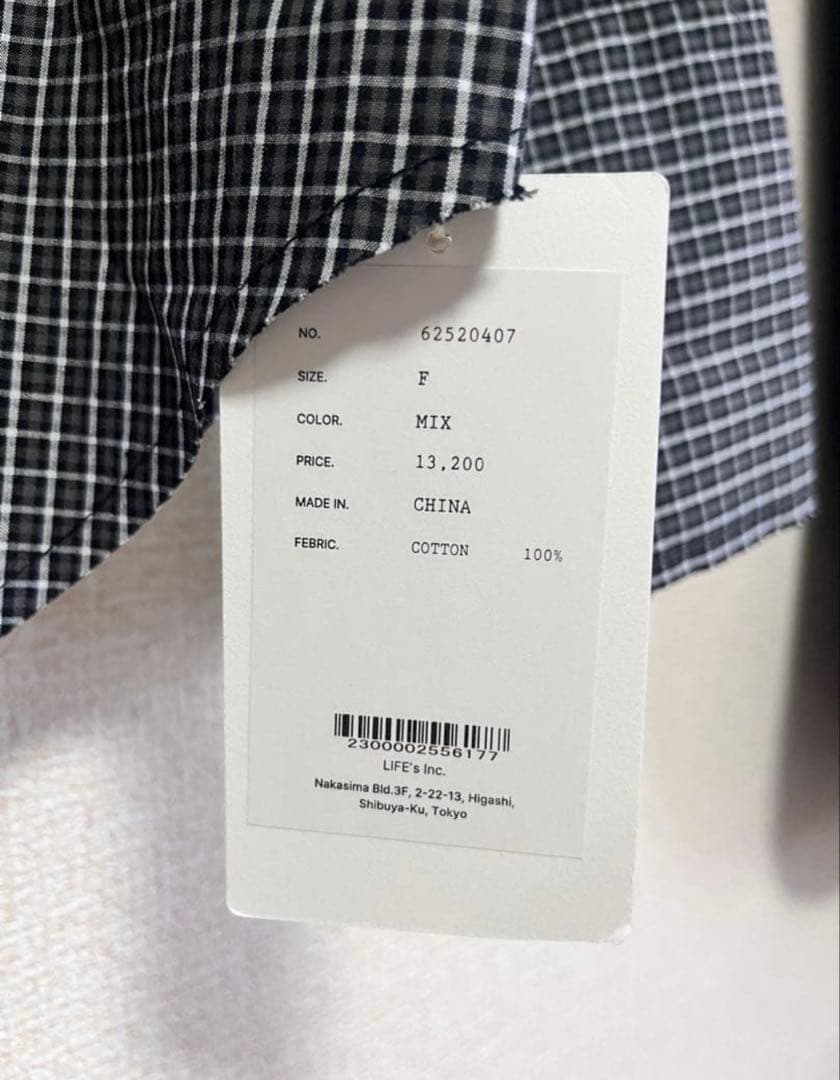 NO. 62520407
SIZE. F
COLOR. MIX
PRICE. 13,200
MADE IN. CHINA
FEBRIC. COTTON 100%
2300002556177
LIFE's Inc.
Nakasima Bld.3F, 2-22-13, Higashi,
Shibuya-Ku, Tokyo